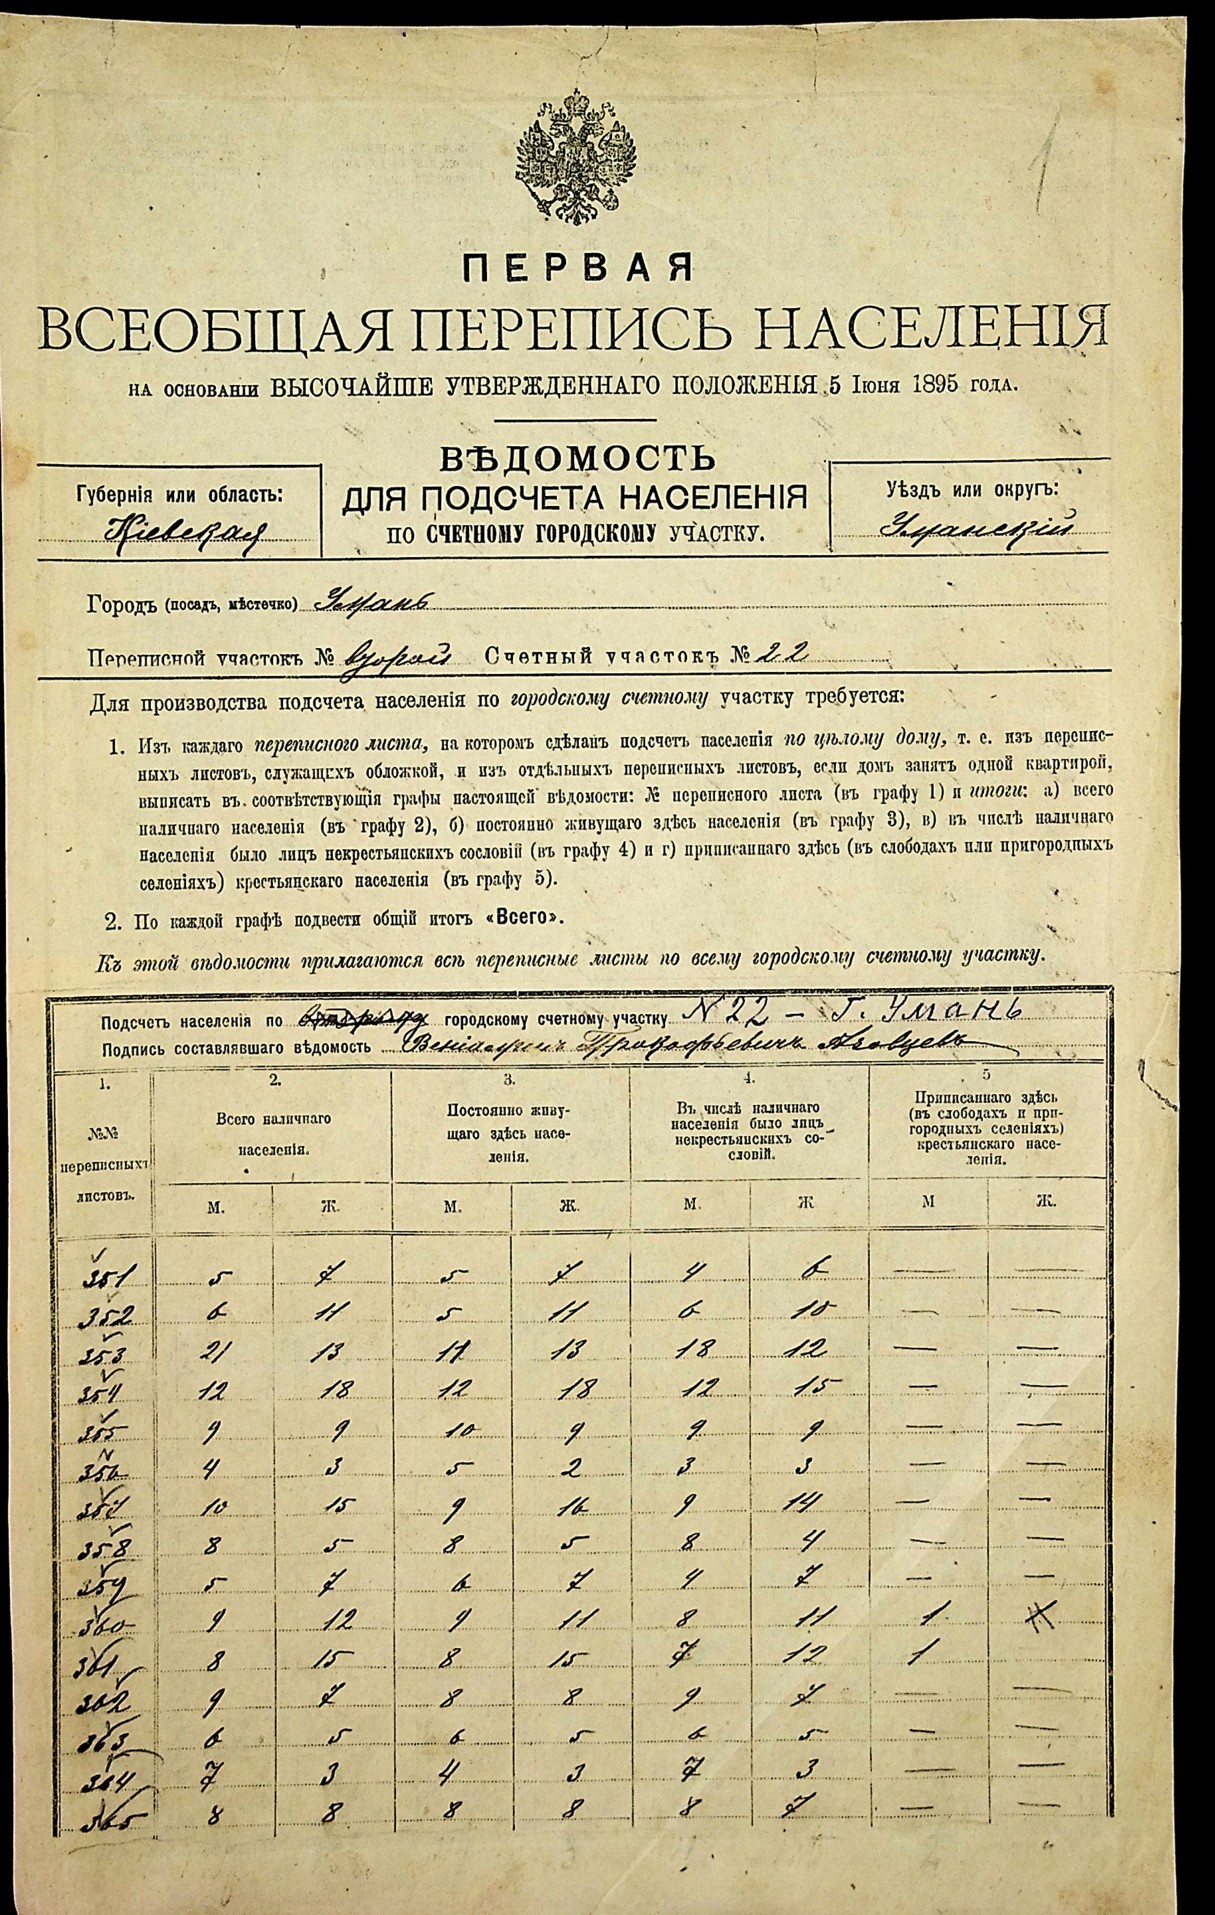 1
ПЕРВАЯ
ВСЕОБЩАЯ ПЕРЕПИСЬ НАСЕЛЕНІЯ
НА ОСНОВАНІИ ВЫСОЧАЙШЕ УТВЕРЖДЕННАГО ПОЛОЖЕНІЯ 5 Іюня 1895 ГОДА.
ВѢДОМОСТЬ
ДЛЯ ПОДСЧЕТА НАСЕЛЕНІЯ
ПО СЧЕТНОМУ ГОРОДСКОМУ УЧАСТКУ.
Губернія или область:
Кіевская
Уѣздъ или округъ:
Уманскій
Городъ (посадъ, мѣстечко) Умань
Переписной участокъ № второй Счетный участокъ № 22
Для производства подсчета населенія по городскому счетному участку требуется:
1. Изъ каждаго переписного листа, на которомъ сдѣланъ подсчетъ населенія по цѣлому дому, т. е. изъ перепис-
ныхъ листовъ, служащихъ обложкой, и изъ отдѣльныхъ переписныхъ листовъ, если домъ занятъ одной квартирой,
выписать въ соотвѣтствующія графы настоящей вѣдомости: № переписного листа (въ графу 1) и итоги: а) всего
наличнаго населенія (въ графу 2), б) постоянно живущаго здѣсь населенія (въ графу 3), в) въ числѣ наличнаго
населенія было лицъ некрестьянскихъ сословій (въ графу 4) и г) приписаннаго здѣсь (въ слободахъ или пригородныхъ
селеніяхъ) крестьянскаго населенія (въ графу 5).
2. По каждой графѣ подвести общій итогъ «Всего».
Къ этой вѣдомости прилагаются всѣ переписные листы по всему городскому счетному участку.
Подсчетъ населенія по городскому счетному участку N 22 – г. Умань
Подпись составлявшаго вѣдомость Веніаминъ Прокофьевичъ
1. 2. 3. 4. 5
№№ переписныхъ листовъ.
Всего наличнаго населенія.
Постоянно живу-
щаго здѣсь насе-
ленія.
Въ числѣ наличнаго
населенія было лицъ
некрестьянскихъ со-
словій.
Приписаннаго здѣсь
(въ слободахъ и при-
городныхъ селеніяхъ)
крестьянскаго насе-
ленія.
М. Ж. М. Ж. М. Ж М Ж.
351 5 7 5 7 4 6 — —
352 6 11 5 11 6 10 — —
353 21 13 11 13 18 12 — —
354 12 18 12 18 12 15 — —
355 9 9 10 9 9 9 — —
356 4 3 5 2 3 3 — —
357 10 15 9 16 9 14 — —
358 8 5 8 5 8 4 — —
359 5 7 6 7 4 7 — —
360 9 12 9 11 8 11 1
361 8 15 8 15 7 12 1
362 9 7 8 8 9 7 — —
363 6 5 6 5 6 5 — —
364 7 3 4 3 7 3 — —
365 8 8 8 8 8 7 — —